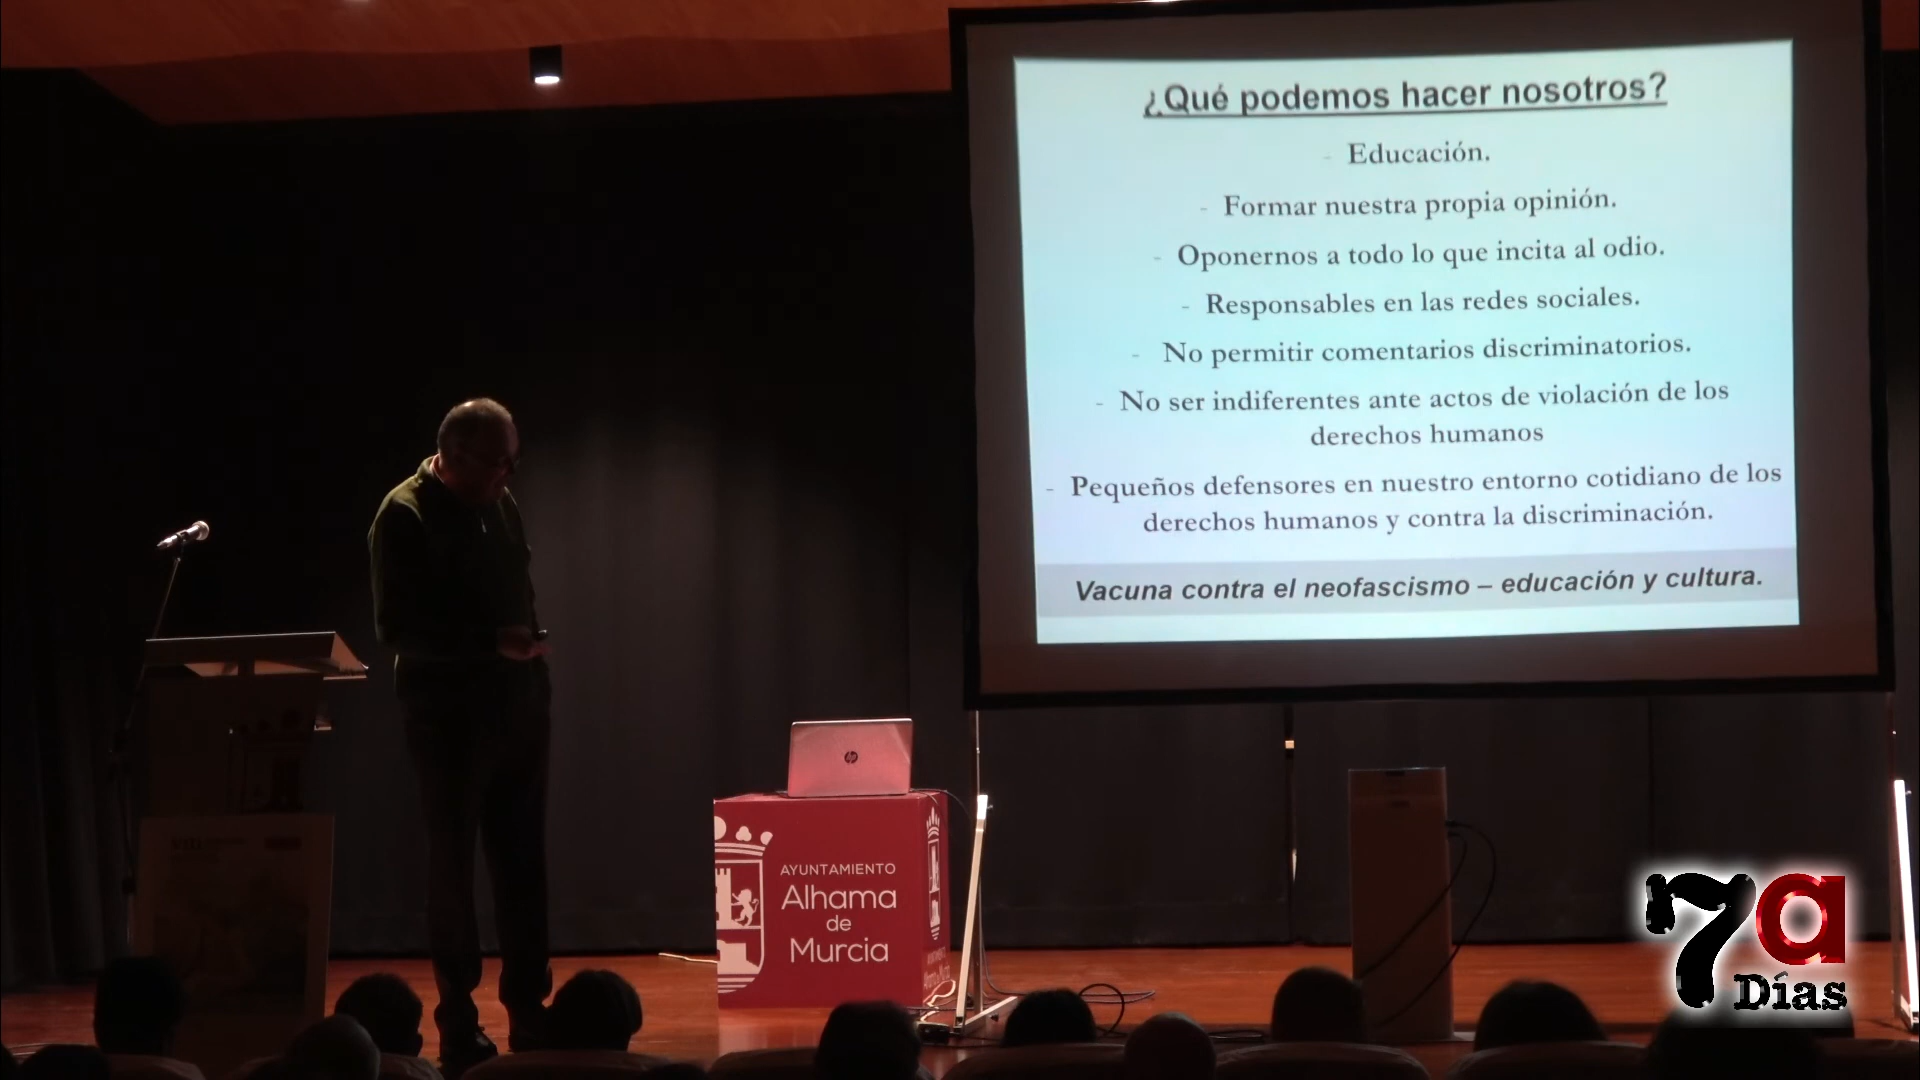 ¿Qué podemos hacer nosotros?
- Educación.
- Formar nuestra propia opinión.
- Oponernos a todo lo que incita al odio.
- Responsables en las redes sociales.
- No permitir comentarios discriminatorios.
- No ser indiferentes ante actos de violación de los
derechos humanos
- Pequeños defensores en nuestro entorno cotidiano de los
derechos humanos y contra la discriminación.
Vacuna contra el neofascismo – educación y cultura.
hp
AYUNTAMIENTO
Alhama
de
Murcia
VIII
7a
Días